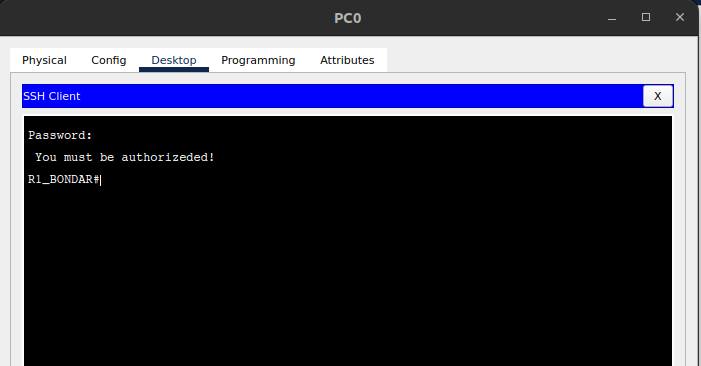 PC0
Physical Config Desktop Programming Attributes
SSH Client X
Password:
You must be authorizeded!
R1_BONDAR#